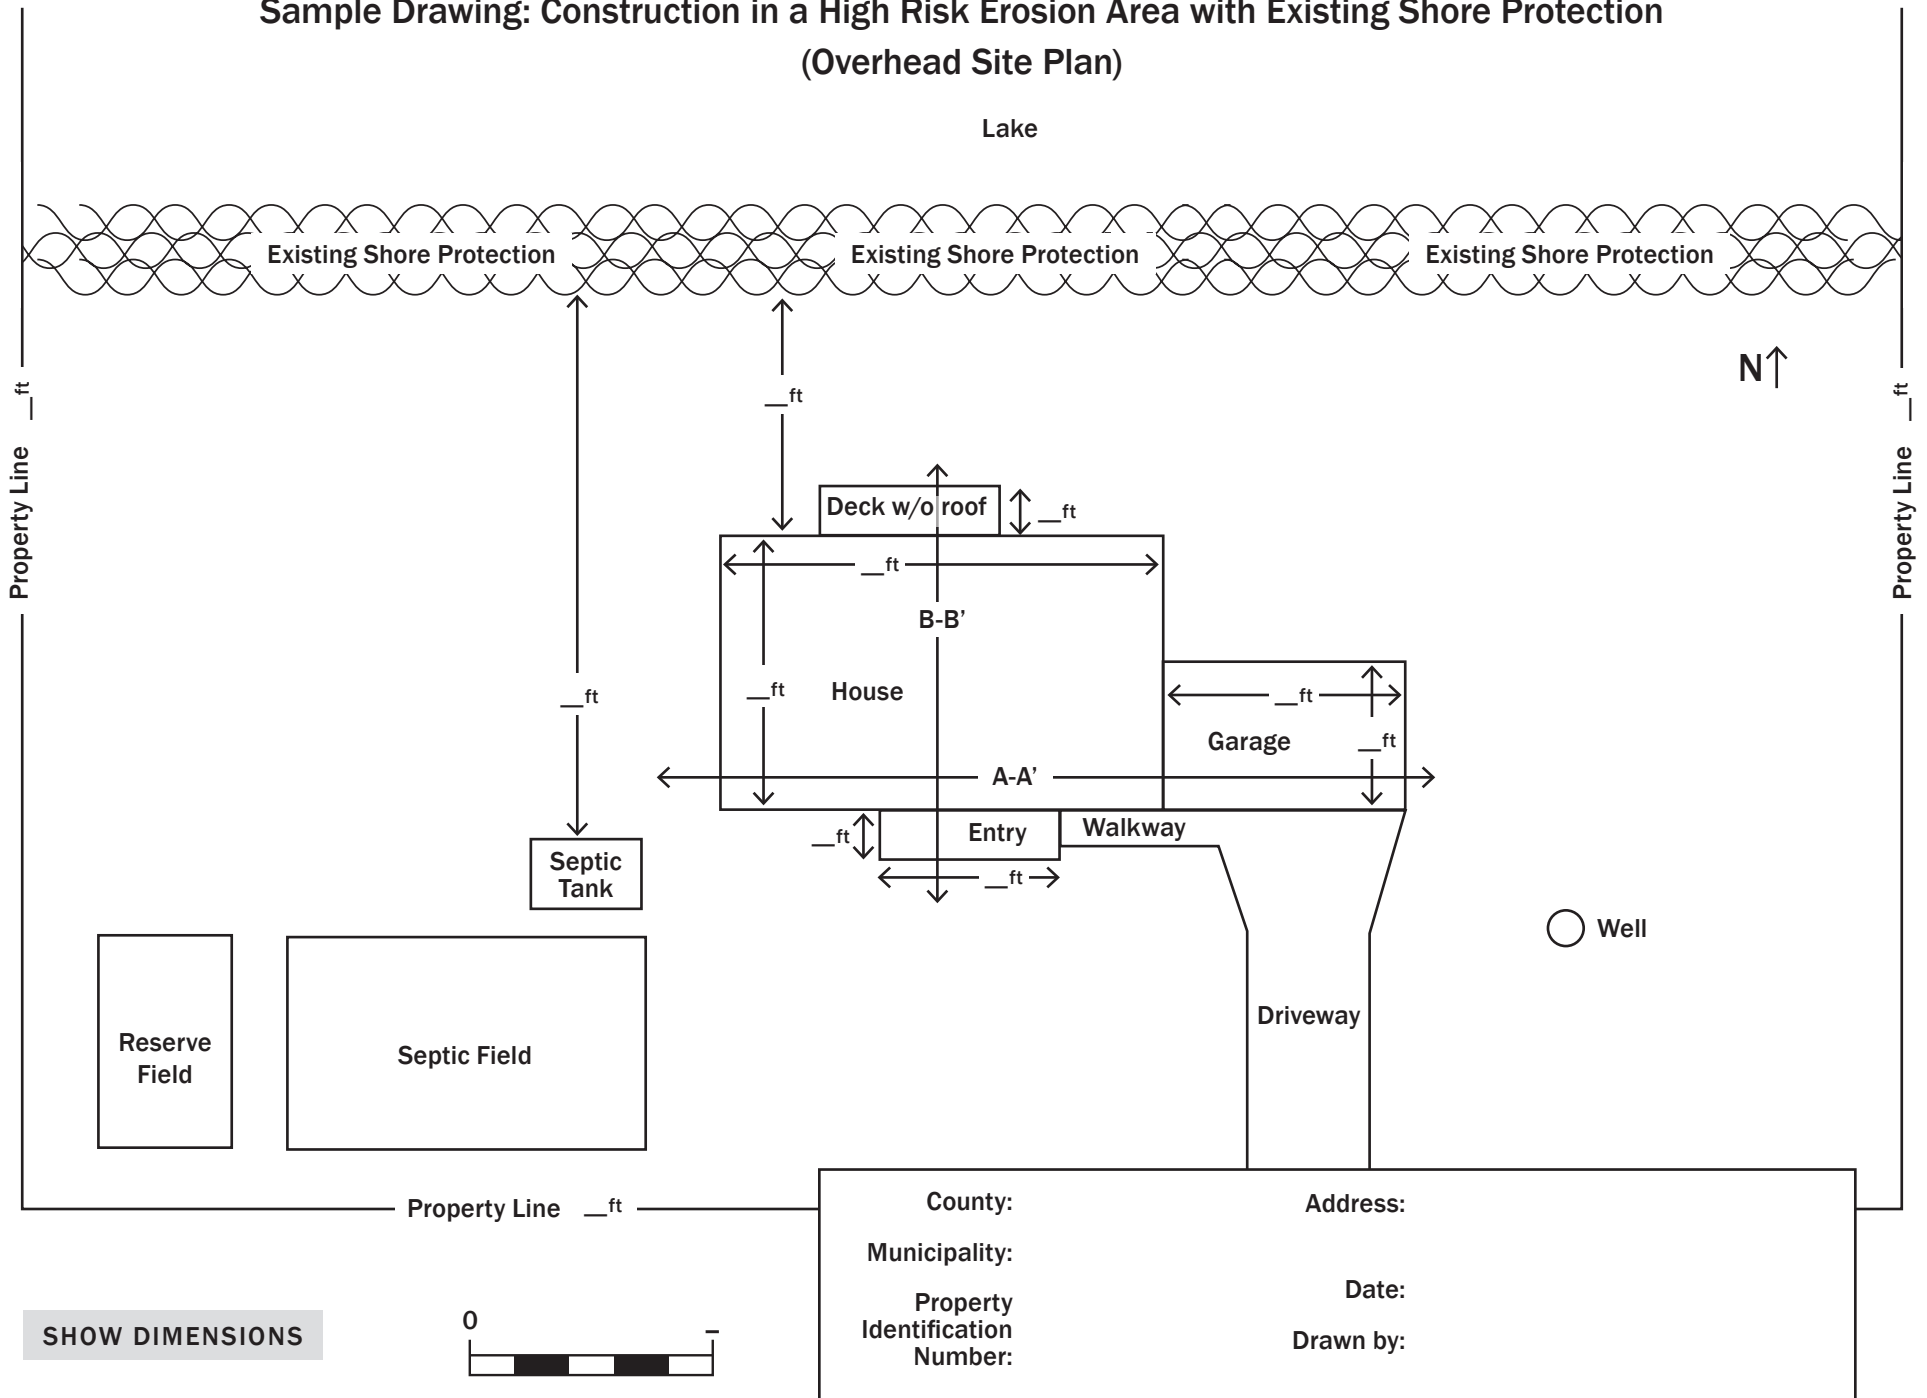 Sample Drawing: Construction in a High Risk Erosion Area with Existing Shore Protection
(Overhead Site Plan)
Lake
Existing Shore Protection
Existing Shore Protection
Existing Shore Protection
N
Property Line __ft
Property Line __ft
__ft
__ft
Deck w/o roof
__ft
__ft
B-B’
__ft
House
__ft
Garage
__ft
A-A’
__ft
Entry
Walkway
__ft
Septic
Tank
Well
Reserve
Field
Septic Field
Driveway
Property Line __ft
County:
Municipality:
Property
Identification
Number:
Address:
Date:
Drawn by:
SHOW DIMENSIONS
0 _